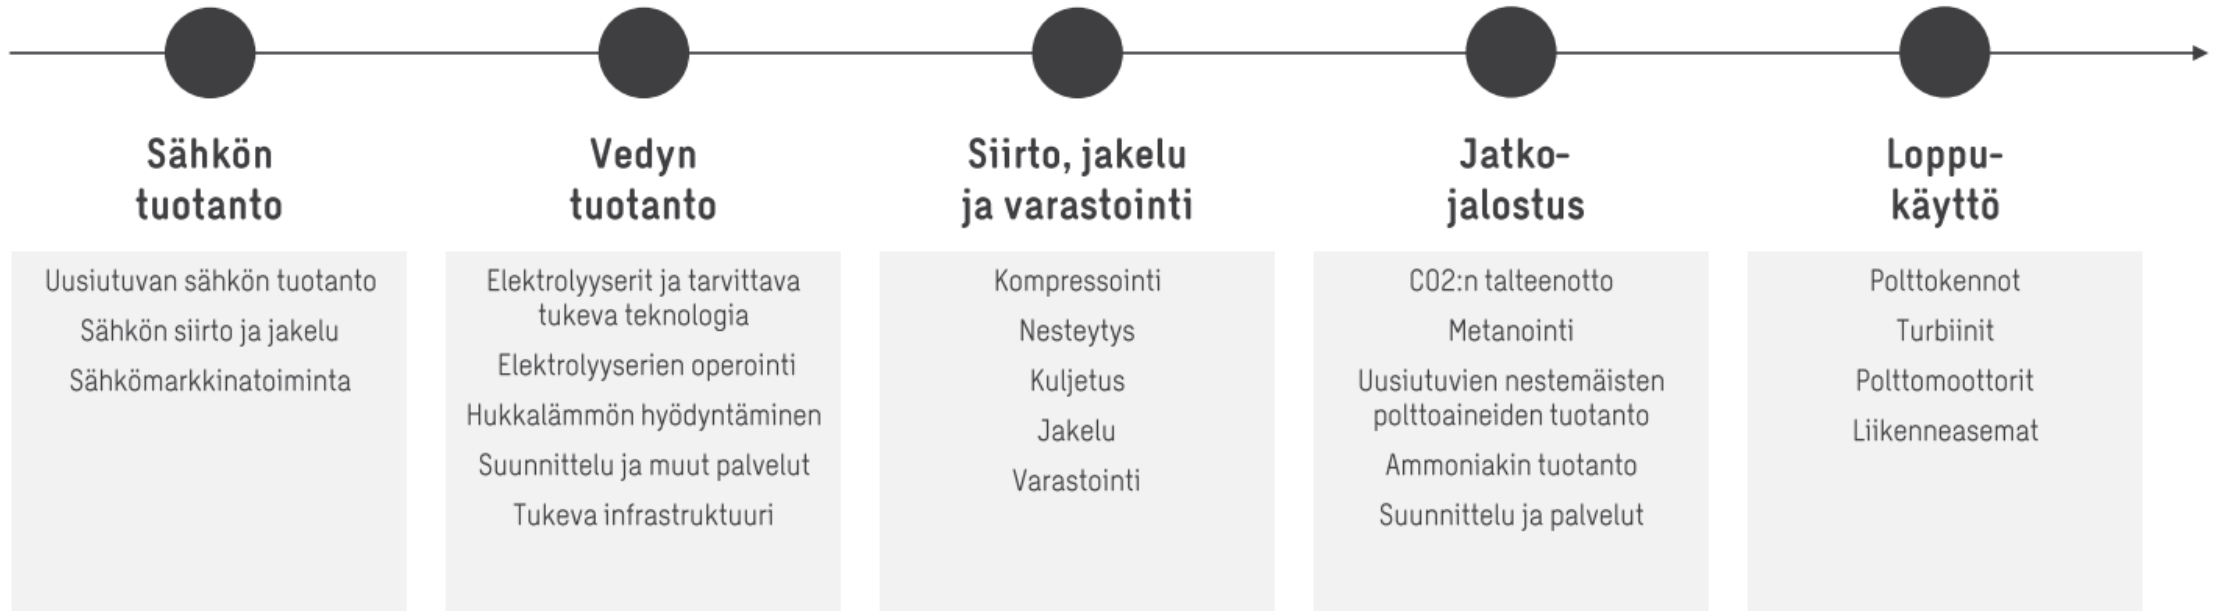 Sähkön
tuotanto
Uusiutuvan sähkön tuotanto
Sähkön siirto ja jakelu
Sähkömarkkinatoiminta
Vedyn
tuotanto
Elektrolyyserit ja tarvittava
tukeva teknologia
Elektrolyyserien operointi
Hukkalämmön hyödyntäminen
Suunnittelu ja muut palvelut
Tukeva infrastruktuuri
Siirto, jakelu
ja varastointi
Kompressointi
Nesteytys
Kuljetus
Jakelu
Varastointi
Jatko-
jalostus
CO2:n talteenotto
Metanointi
Uusiutuvien nestemäisten
polttoaineiden tuotanto
Ammoniakin tuotanto
Suunnittelu ja palvelut
Loppu-
käyttö
Polttokennot
Turbiinit
Polttomoottorit
Liikenneasemat